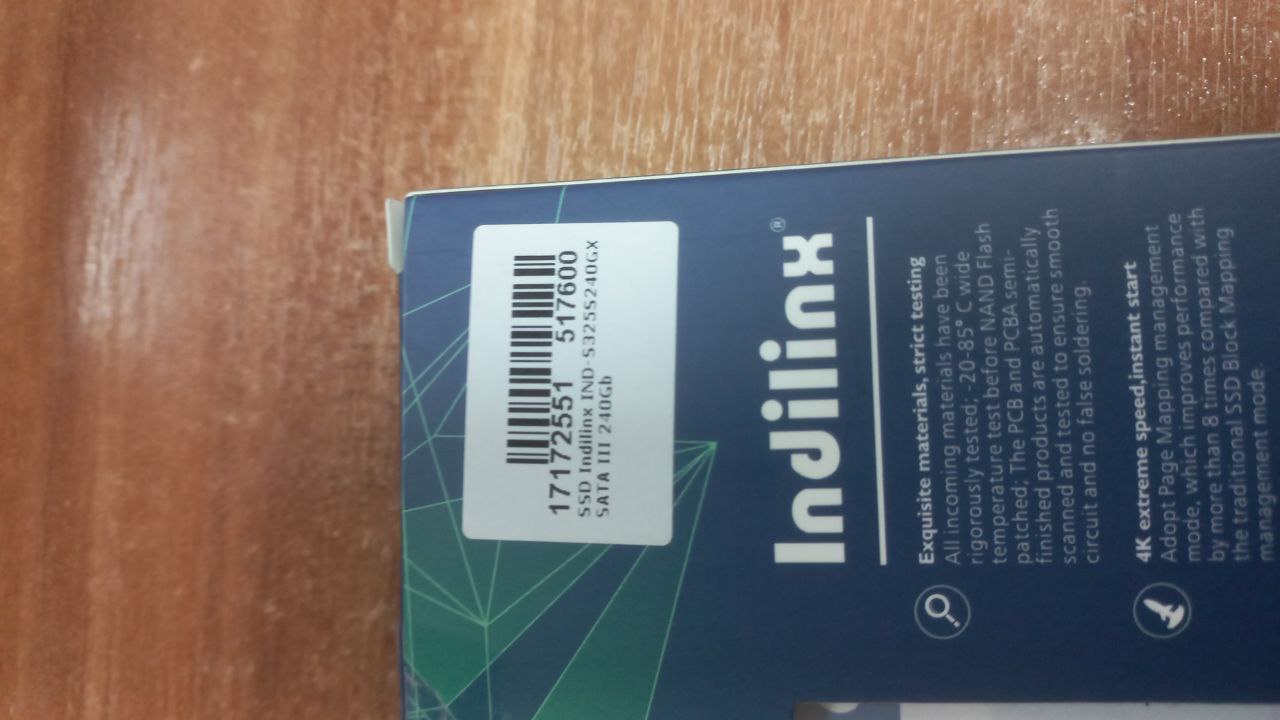 17172551 517600
SSD Indilinx IND-S325S240GX
SATA III 240Gb
Indilinx®
Exquisite materials, strict testing
All incoming materials have been
rigorously tested; -20-85° C wide
temperature test before NAND Flash
patched; The PCB and PCBA semi-
finished products are automatically
scanned and tested to ensure smooth
circuit and no false soldering.
4K extreme speed,instant start
Adopt Page Mapping management
mode, which improves performance
by more than 8 times compared with
the traditional SSD Block Mapping
management mode.